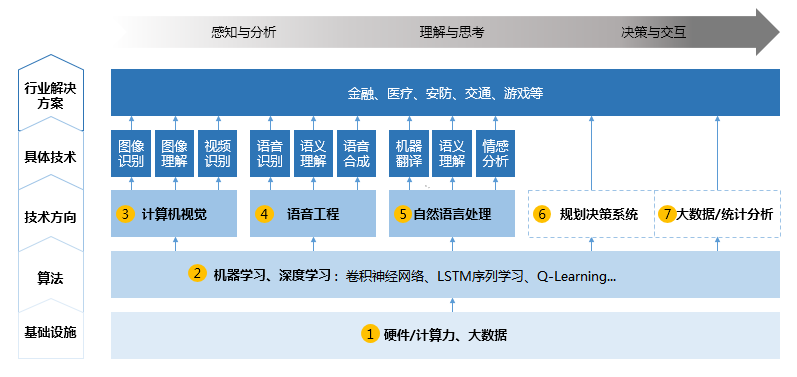 感知与分析 理解与思考 决策与交互
行业解决
方案
金融、医疗、安防、交通、游戏等
具体技术
图像
识别
图像
理解
视频
识别
语音
识别
语义
理解
语音
合成
机器
翻译
语义
理解
情感
分析
技术方向
3 计算机视觉
4 语音工程
5 自然语言处理
6 规划决策系统
7 大数据/统计分析
算法
2 机器学习、深度学习：卷积神经网络、LSTM序列学习、Q-Learning...
基础设施
1 硬件/计算力、大数据